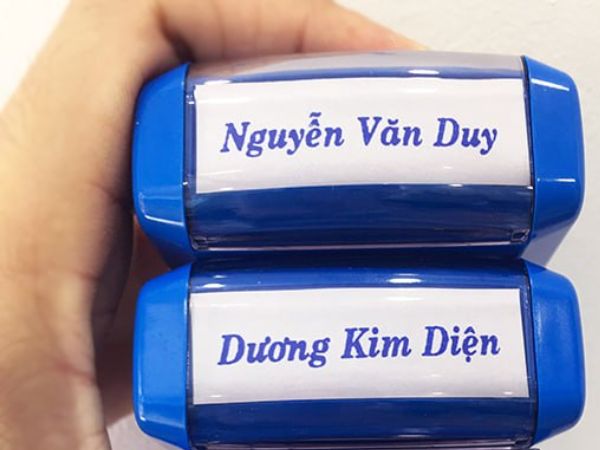 Nguyễn Văn Duy
Dương Kim Diện